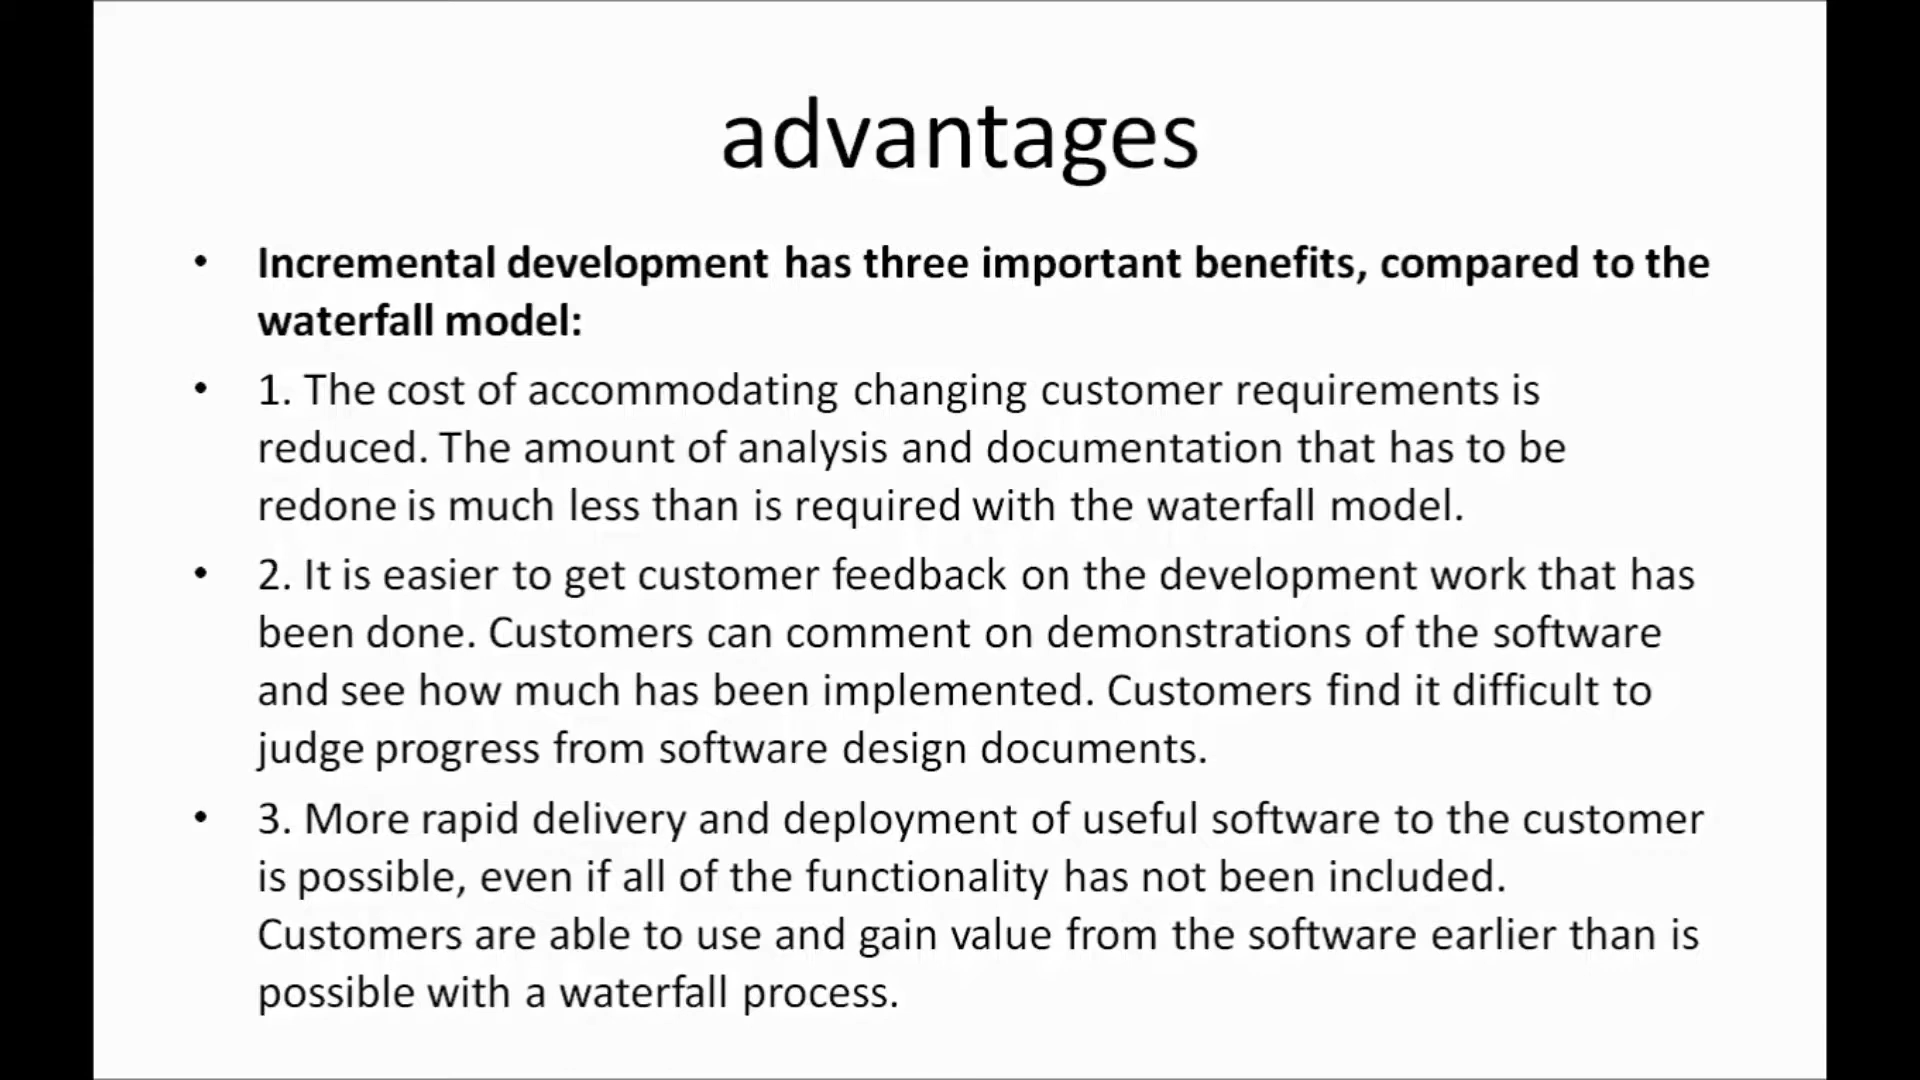 advantages
• Incremental development has three important benefits, compared to the
waterfall model:
• 1. The cost of accommodating changing customer requirements is
reduced. The amount of analysis and documentation that has to be
redone is much less than is required with the waterfall model.
• 2. It is easier to get customer feedback on the development work that has
been done. Customers can comment on demonstrations of the software
and see how much has been implemented. Customers find it difficult to
judge progress from software design documents.
• 3. More rapid delivery and deployment of useful software to the customer
is possible, even if all of the functionality has not been included.
Customers are able to use and gain value from the software earlier than is
possible with a waterfall process.